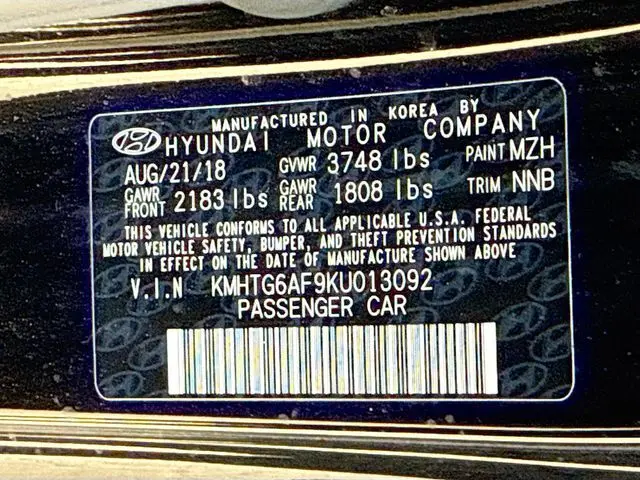 MANUFACTURED IN KOREA BY
HYUNDAI MOTOR COMPANY
AUG/21/18 GVWR 3748 lbs PAINT MZH
GAWR FRONT 2183 lbs GAWR REAR 1808 lbs TRIM NNB
THIS VEHICLE CONFORMS TO ALL APPLICABLE U.S.A. FEDERAL
MOTOR VEHICLE SAFETY, BUMPER, AND THEFT PREVENTION STANDARDS
IN EFFECT ON THE DATE OF MANUFACTURE SHOWN ABOVE
V.I.N KMHTG6AF9KU013092
PASSENGER CAR